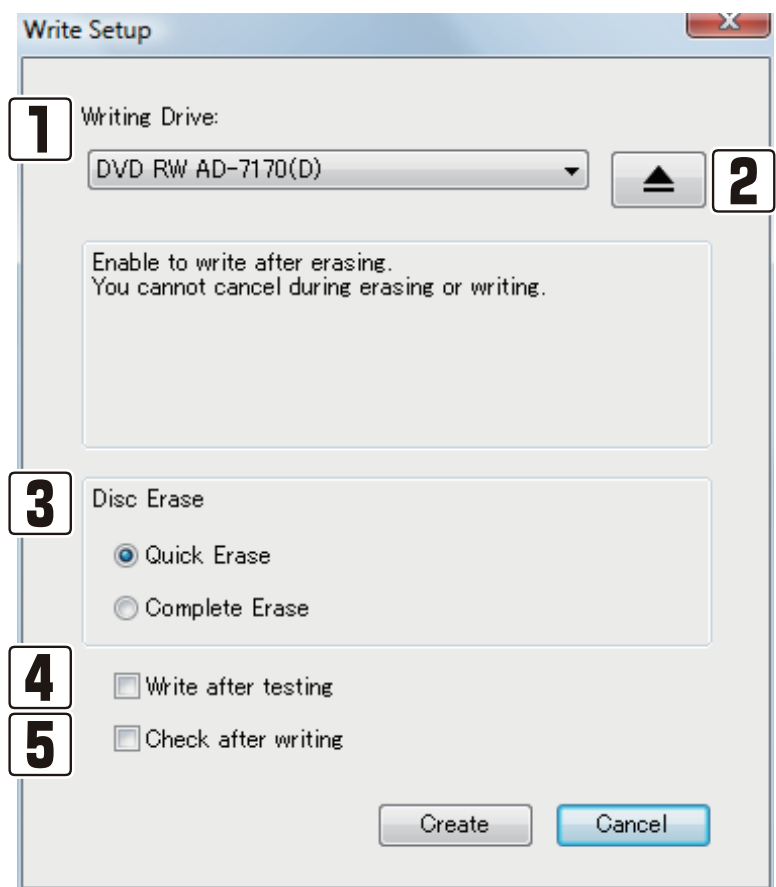 Write Setup
1
Writing Drive:
DVD RW AD-7170(D)
2
Enable to write after erasing.
You cannot cancel during erasing or writing.
3
Disc Erase
Quick Erase
Complete Erase
4
Write after testing
5
Check after writing
Create Cancel